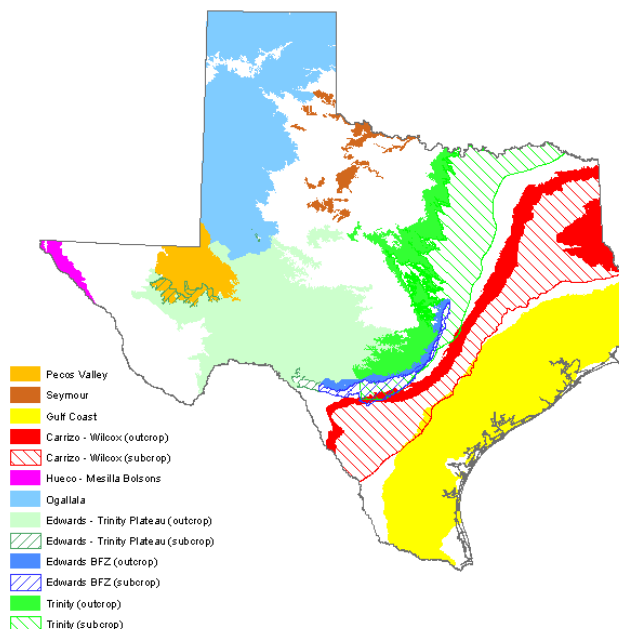 Pecos Valley
Seymour
Gulf Coast
Carrizo - Wilcox (outcrop)
Carrizo - Wilcox (subcrop)
Hueco - Mesilla Bolsons
Ogallala
Edwards - Trinity Plateau (outcrop)
Edwards - Trinity Plateau (subcrop)
Edwards BFZ (outcrop)
Edwards BFZ (subcrop)
Trinity (outcrop)
Trinity (subcrop)